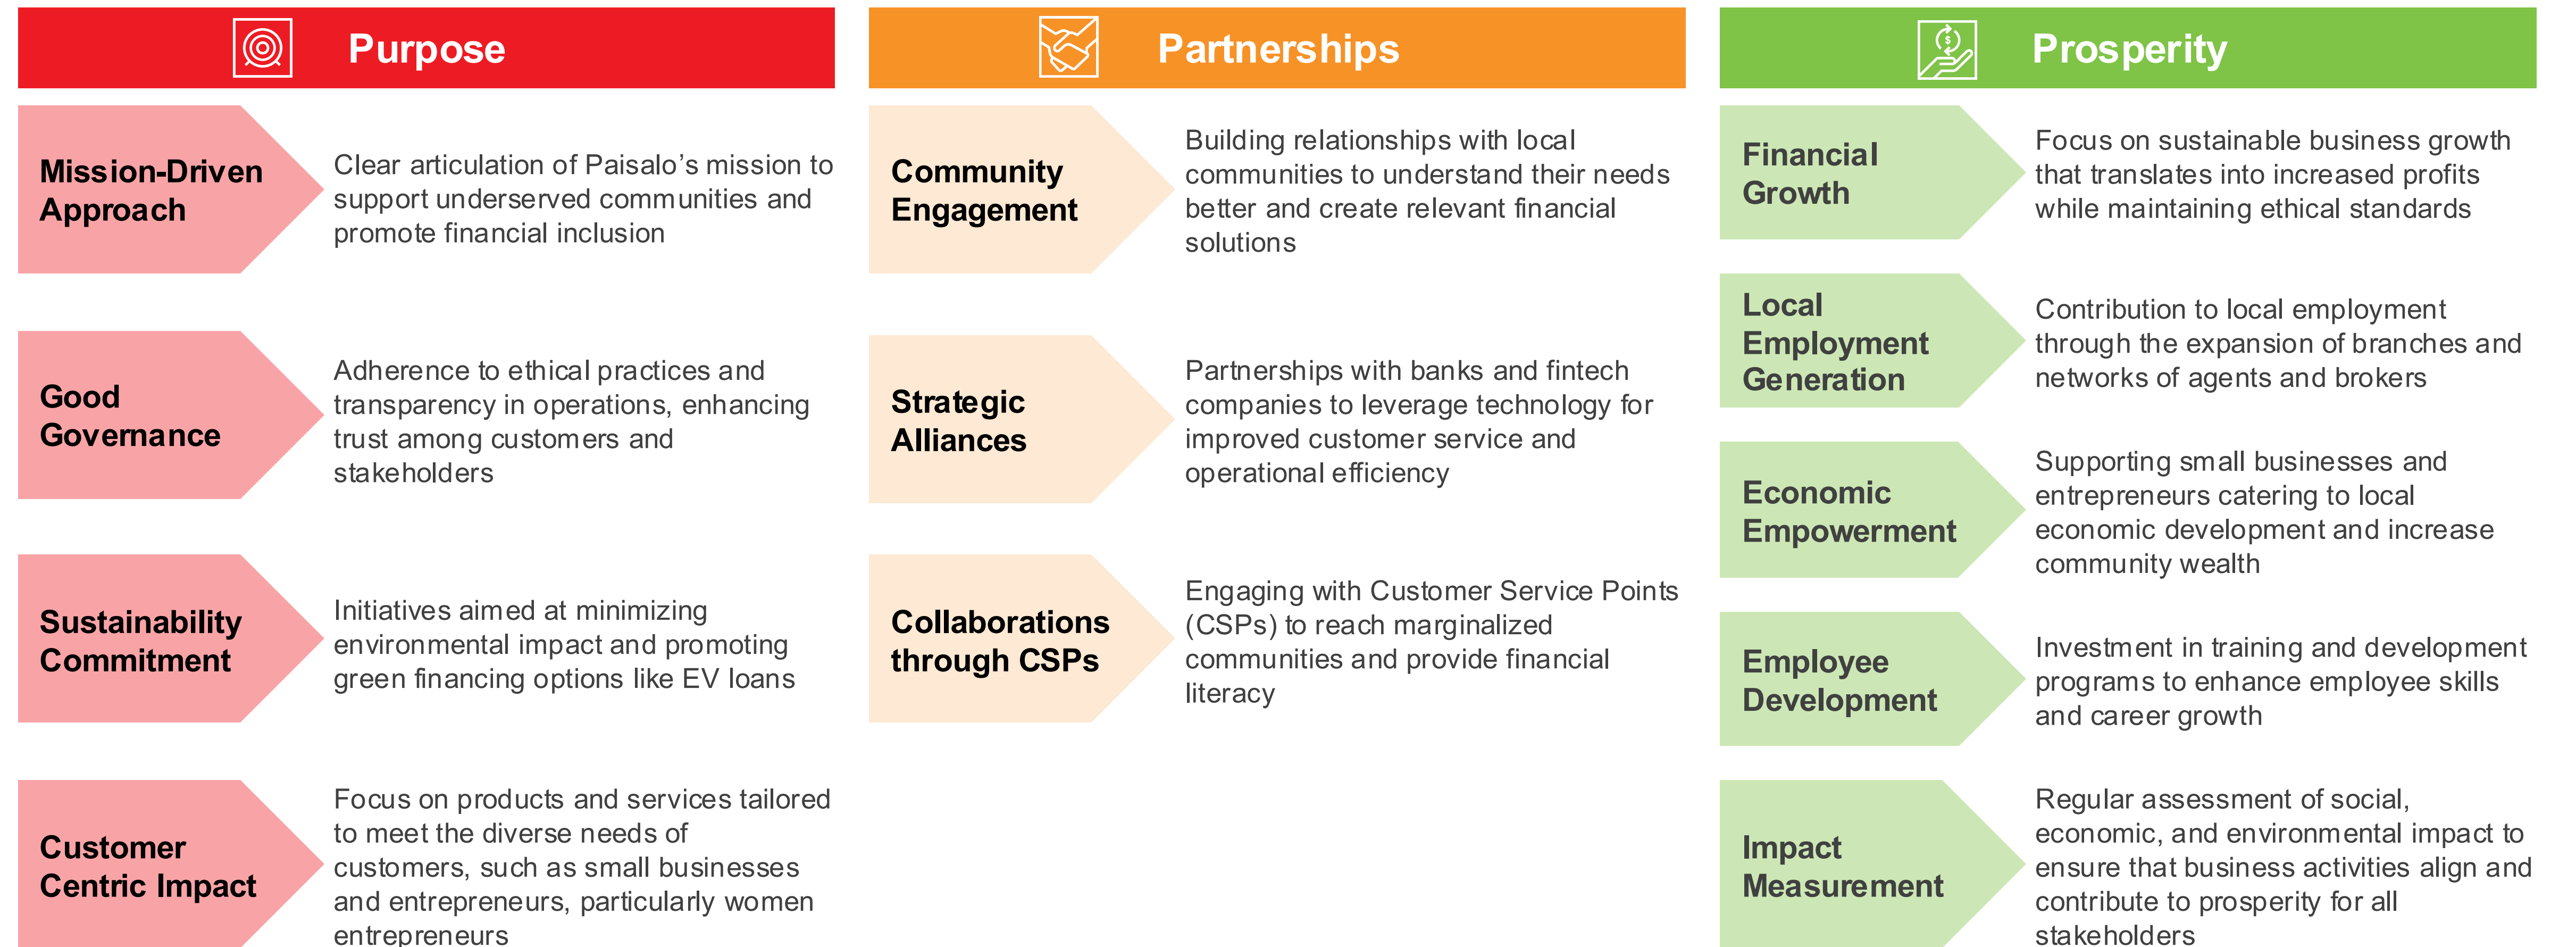 Purpose
Mission-Driven
Approach
Clear articulation of Paisalo’s mission to
support underserved communities and
promote financial inclusion
Good
Governance
Adherence to ethical practices and
transparency in operations, enhancing
trust among customers and
stakeholders
Sustainability
Commitment
Initiatives aimed at minimizing
environmental impact and promoting
green financing options like EV loans
Customer
Centric Impact
Focus on products and services tailored
to meet the diverse needs of
customers, such as small businesses
and entrepreneurs, particularly women
entrepreneurs
Partnerships
Community
Engagement
Building relationships with local
communities to understand their needs
better and create relevant financial
solutions
Strategic
Alliances
Partnerships with banks and fintech
companies to leverage technology for
improved customer service and
operational efficiency
Collaborations
through CSPs
Engaging with Customer Service Points
(CSPs) to reach marginalized
communities and provide financial
literacy
Prosperity
$
Financial
Growth
Focus on sustainable business growth
that translates into increased profits
while maintaining ethical standards
Local
Employment
Generation
Contribution to local employment
through the expansion of branches and
networks of agents and brokers
Economic
Empowerment
Supporting small businesses and
entrepreneurs catering to local
economic development and increase
community wealth
Employee
Development
Investment in training and development
programs to enhance employee skills
and career growth
Impact
Measurement
Regular assessment of social,
economic, and environmental impact to
ensure that business activities align and
contribute to prosperity for all
stakeholders